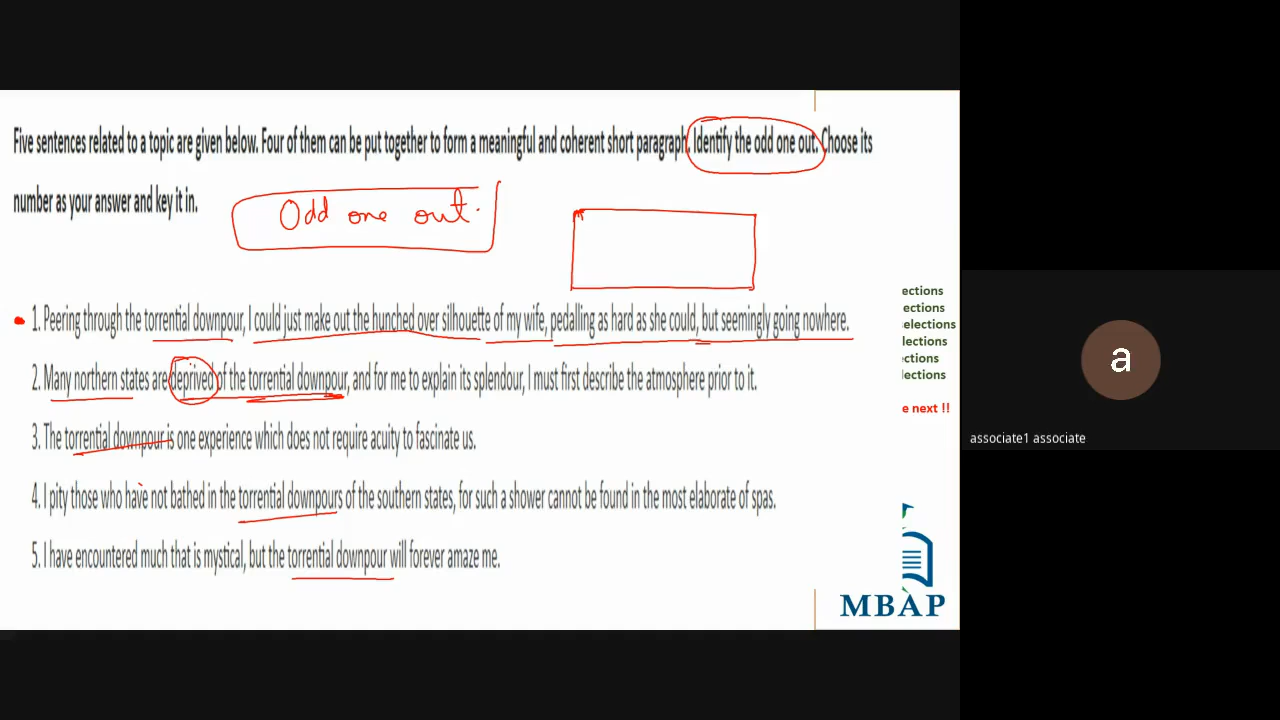 Five sentences related to a topic are given below. Four of them can be put together to form a meaningful and coherent short paragraph. Identify the odd one out. Choose its
number as your answer and key it in.
Odd one out.
1. Peering through the torrential downpour, I could just make out the hunched over silhouette of my wife, pedalling as hard as she could, but seemingly going nowhere.
2. Many northern states are deprived of the torrential downpour, and for me to explain its splendour, I must first describe the atmosphere prior to it.
3. The torrential downpour is one experience which does not require acuity to fascinate us.
4. I pity those who have not bathed in the torrential downpours of the southern states, for such a shower cannot be found in the most elaborate of spas.
5. I have encountered much that is mystical, but the torrential downpour will forever amaze me.
ections
ections
elections
lections
ections
lections
e next !!
MBAP
a
associate1 associate